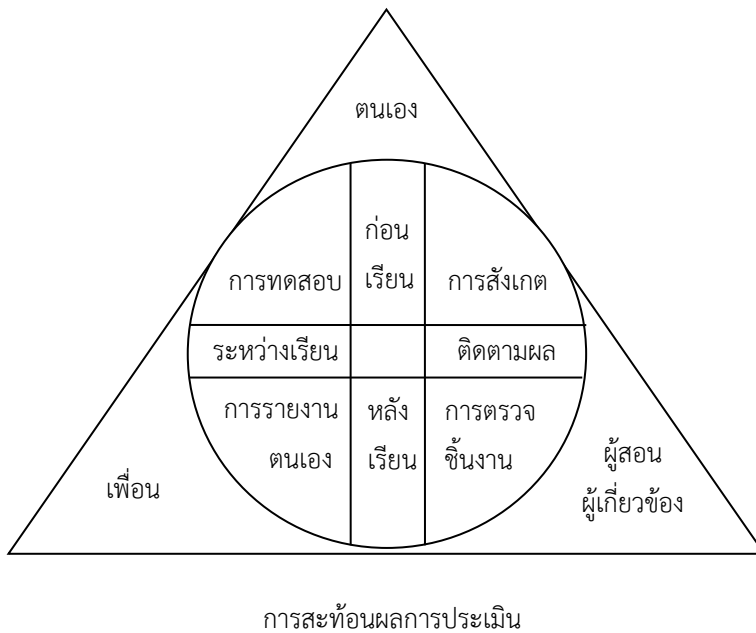 ตนเอง
ก่อน
เรียน
การทดสอบ
การสังเกต
ระหว่างเรียน
ติดตามผล
การรายงาน
ตนเอง
หลัง
เรียน
การตรวจ
ชิ้นงาน
เพื่อน
ผู้สอน
ผู้เกี่ยวข้อง
การสะท้อนผลการประเมิน